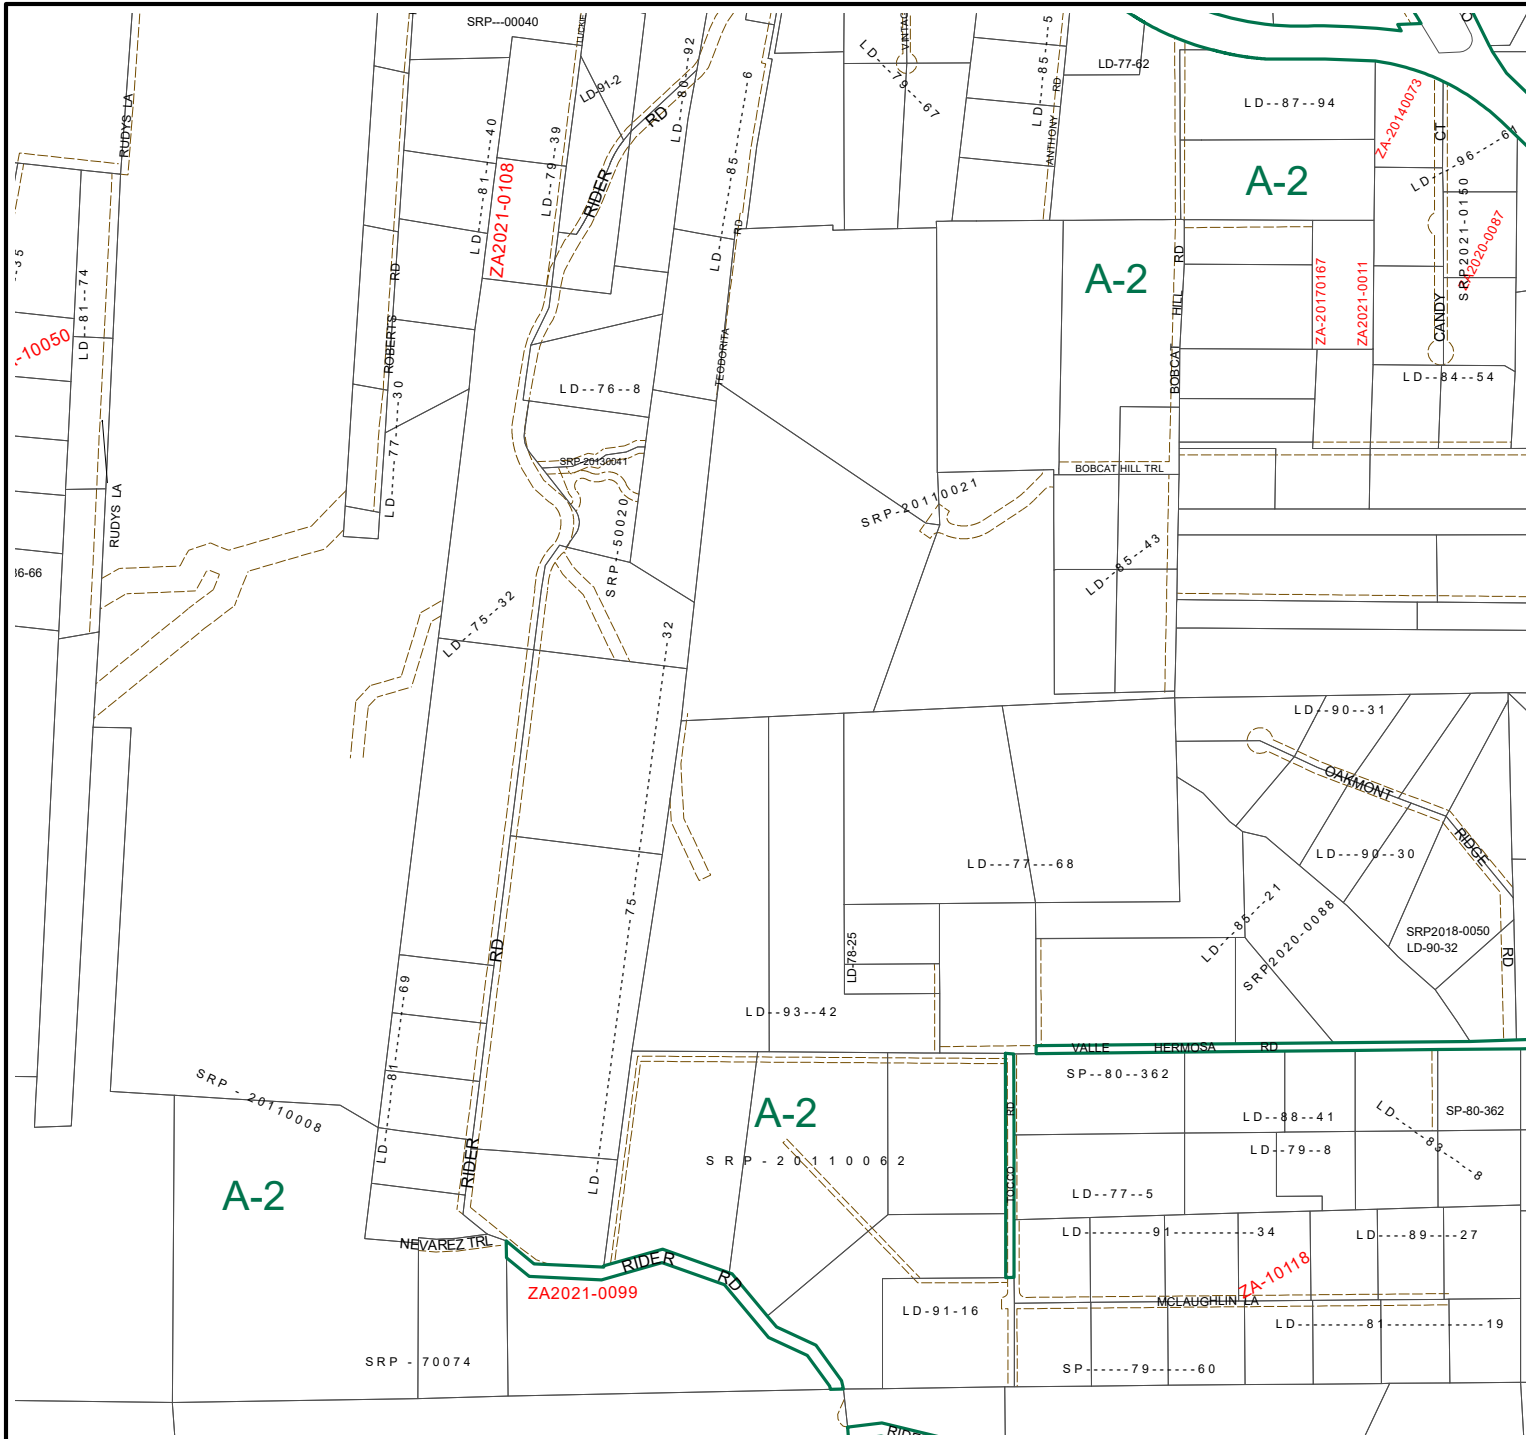 SRP---00040
TUCKIE
LD-91-2
LD--80--92
RIDER
RD
LD----85----6
RD
TEODORITA
LD----79----67
VINTAG
LD----85----5
ANTHONY RD
LD-77-62
LD--87--94
ZA-20140073
CANDY CT
LD---96----61
SRP2021-0150
ZA2020-0087
A-2
A-2
RUDYS LA
LD----81----40
LD--79--39
ZA2021-0108
ROBERTS RD
LD---77----30
LD--81--74
-10050
--35
BOBCAT HILL RD
ZA-20170167
ZA2021-0011
LD--84--54
LD--76--8
SRP-20130041
SRP--50020
SRP-20110021
BOBCAT HILL TRL
LD--85--43
RUDYS LA
36-66
LD--75--32
LD-----------75-----------32
LD--90--31
OAKMONT
RIDGE
RD
LD---90--30
LD---77---68
LD---85---21
SRP2020-0088
SRP2018-0050
LD-90-32
LD-78-25
RD
LD--93--42
LD------81------69
VALLE HERMOSA RD
SP--80--362
LD--88--41
LD----83----8
SP-80-362
SRP - 20110008
A-2
SRP-20110062
TOCCO RD
LD--79--8
RIDER
A-2
LD--77--5
LD--------91--------34
LD---89---27
NEVAREZ TRL
RIDER
RD
ZA2021-0099
ZA-10118
MCLAUGHLIN LA
LD-91-16
LD--------81-----------19
SRP - 70074
SP------79------60
RIDE